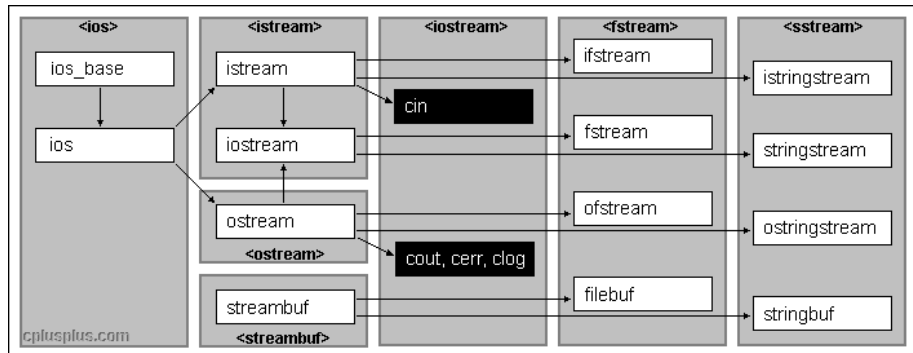 <ios>
ios_base
ios
<istream>
istream
iostream
ostream
<ostream>
streambuf
<streambuf>
<iostream>
cin
cout, cerr, clog
<fstream>
ifstream
fstream
ofstream
filebuf
<sstream>
istringstream
stringstream
ostringstream
stringbuf
cplusplus.com